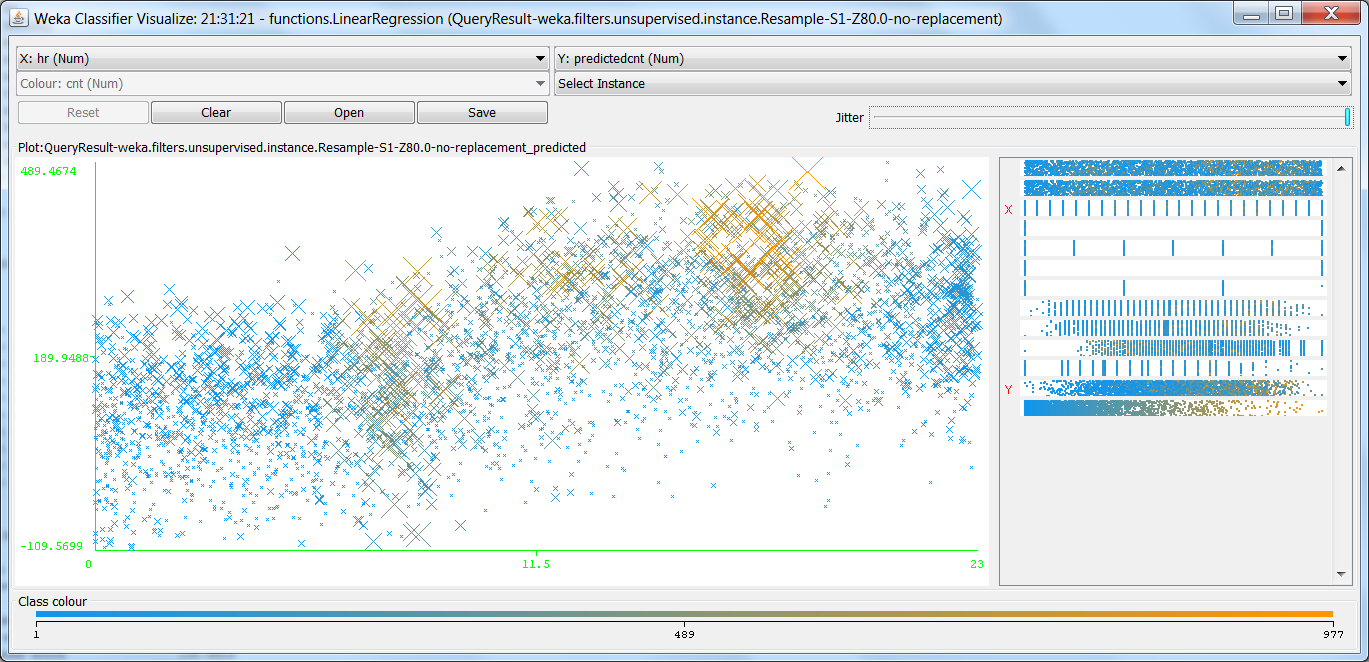 Weka Classifier Visualize: 21:31:21 - functions.LinearRegression (QueryResult-weka.filters.unsupervised.instance.Resample-S1-Z80.0-no-replacement)
X: hr (Num)
Y: predictedcnt (Num)
Colour: cnt (Num)
Select Instance
Reset
Clear
Open
Save
Jitter
Plot:QueryResult-weka.filters.unsupervised.instance.Resample-S1-Z80.0-no-replacement_predicted
489.4674
189.9488
-109.5699
0
11.5
23
X
Y
Class colour
1
489
977